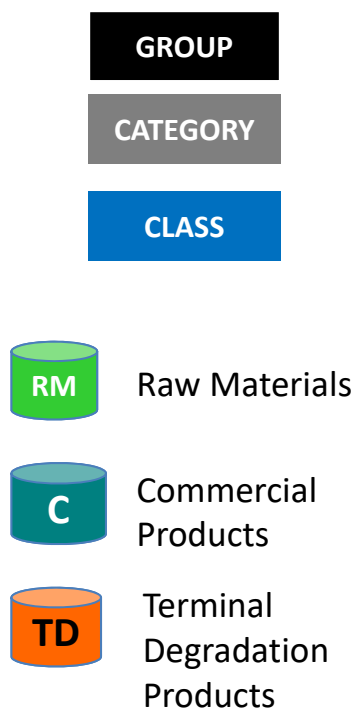 GROUP
CATEGORY
CLASS
RM
Raw Materials
C
Commercial
Products
TD
Terminal
Degradation
Products